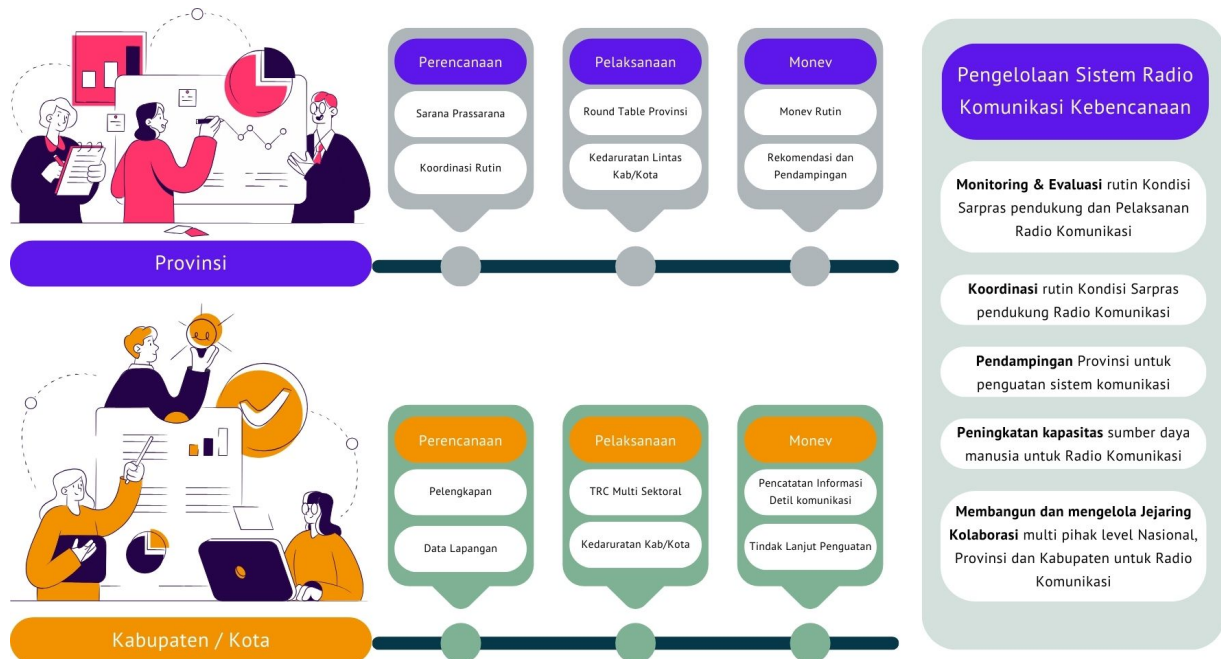 Perencanaan
Sarana Prassarana
Koordinasi Rutin
Pelaksanaan
Round Table Provinsi
Kedaruratan Lintas
Kab/Kota
Monev
Monev Rutin
Rekomendasi dan
Pendampingan
Provinsi
Perencanaan
Pelengkapan
Data Lapangan
Pelaksanaan
TRC Multi Sektoral
Kedaruratan Kab/Kota
Monev
Pencatatan Informasi
Detil komunikasi
Tindak Lanjut Penguatan
Kabupaten / Kota
Pengelolaan Sistem Radio
Komunikasi Kebencanaan
Monitoring & Evaluasi rutin Kondisi
Sarpras pendukung dan Pelaksanan
Radio Komunikasi
Koordinasi rutin Kondisi Sarpras
pendukung Radio Komunikasi
Pendampingan Provinsi untuk
penguatan sistem komunikasi
Peningkatan kapasitas sumber daya
manusia untuk Radio Komunikasi
Membangun dan mengelola Jejaring
Kolaborasi multi pihak level Nasional,
Provinsi dan Kabupaten untuk Radio
Komunikasi